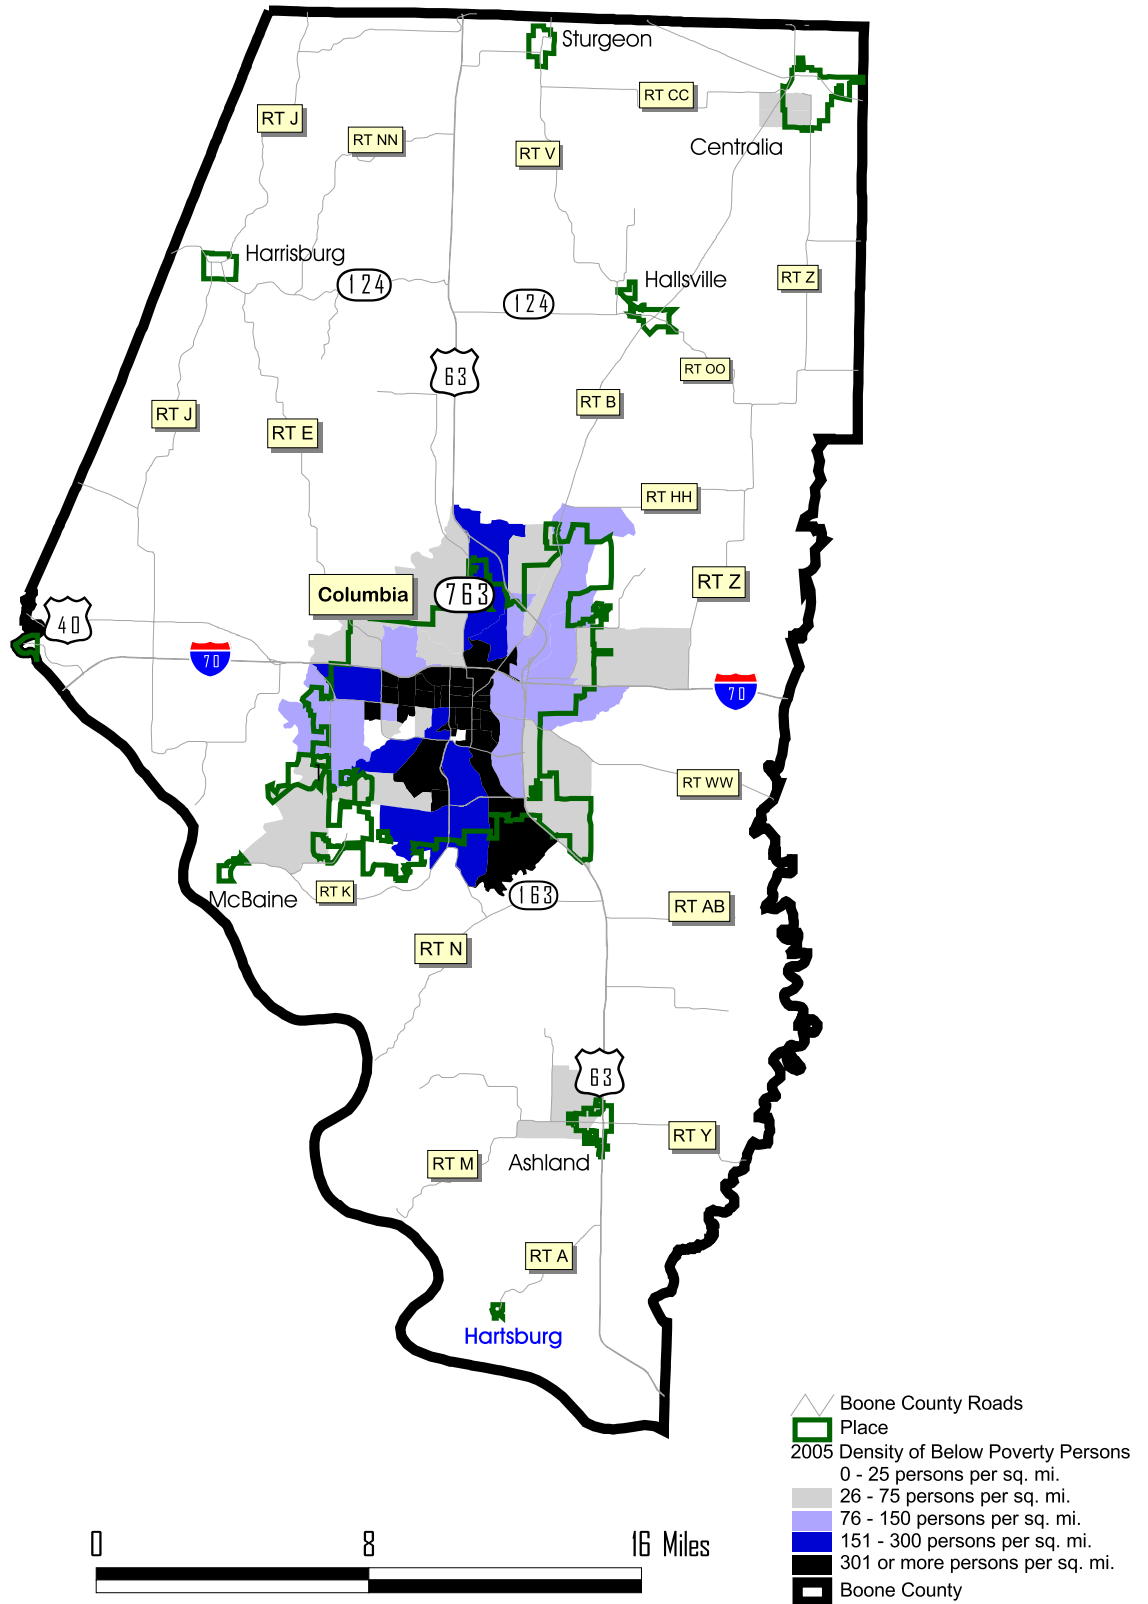 Sturgeon
RT CC
RT J
RT NN
RT V
Centralia
Harrisburg
124
Hallsville
RT Z
124
63
RT OO
RT J
RT B
RT E
RT HH
RT Z
Columbia
763
40
70
70
RT WW
RT K
McBaine
163
RT AB
RT N
63
RT Y
RT M
Ashland
RT A
Hartsburg
Boone County Roads
Place
2005 Density of Below Poverty Persons
0 - 25 persons per sq. mi.
26 - 75 persons per sq. mi.
76 - 150 persons per sq. mi.
151 - 300 persons per sq. mi.
301 or more persons per sq. mi.
Boone County
0 8 16 Miles